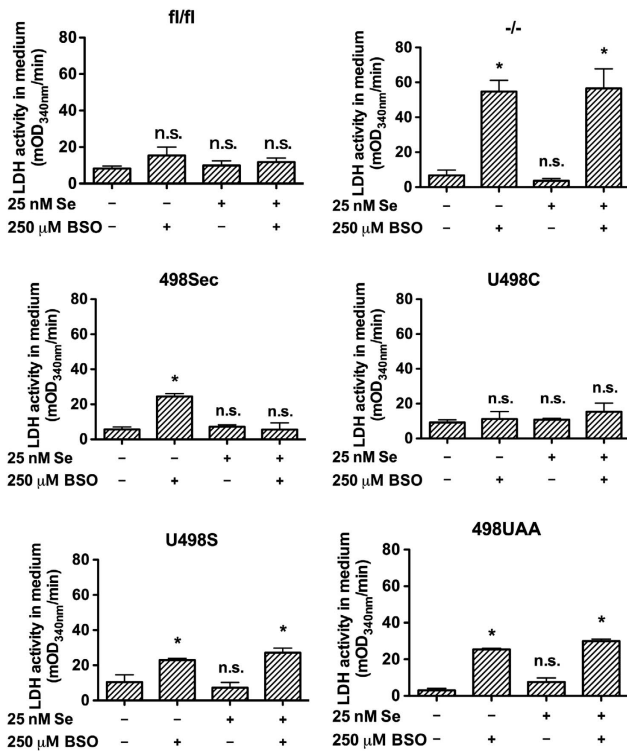 fl/fl
LDH activity in medium
(mOD340nm/min)
80
60
40
20
0
n.s. n.s. n.s.
25 nM Se – – + +
250 µM BSO – + – +
-/-
LDH activity in medium
(mOD340nm/min)
80
60
40
20
0
* n.s. *
25 nM Se – – + +
250 µM BSO – + – +
498Sec
LDH activity in medium
(mOD340nm/min)
80
60
40
20
0
* n.s. n.s.
25 nM Se – – + +
250 µM BSO – + – +
U498C
LDH activity in medium
(mOD340nm/min)
80
60
40
20
0
n.s. n.s. n.s.
25 nM Se – – + +
250 µM BSO – + – +
U498S
LDH activity in medium
(mOD340nm/min)
80
60
40
20
0
* n.s. *
25 nM Se – – + +
250 µM BSO – + – +
498UAA
LDH activity in medium
(mOD340nm/min)
80
60
40
20
0
* n.s. *
25 nM Se – – + +
250 µM BSO – + – +